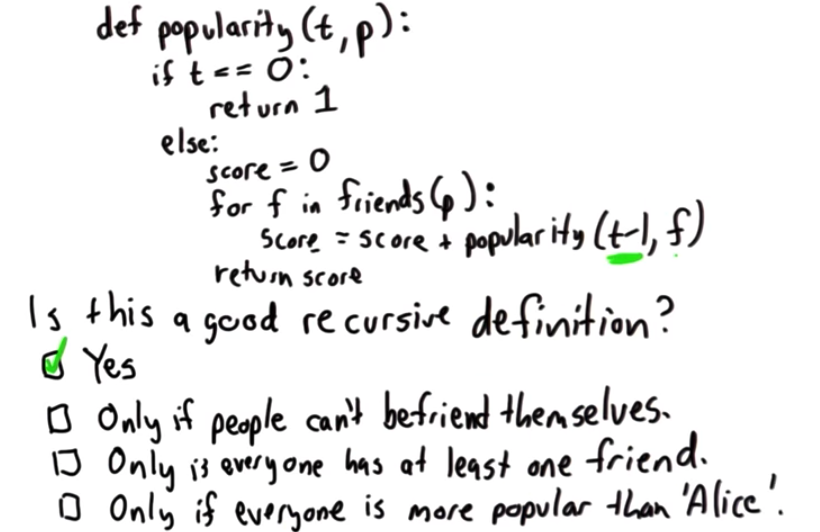 def popularity(t,p):
if t == 0:
return 1
else:
score = 0
for f in friends(p):
score = score + popularity(t-1, f)
return score
Is this a good recursive definition?
Yes
Only if people can't befriend themselves.
Only if everyone has at least one friend.
Only if everyone is more popular than 'Alice'.